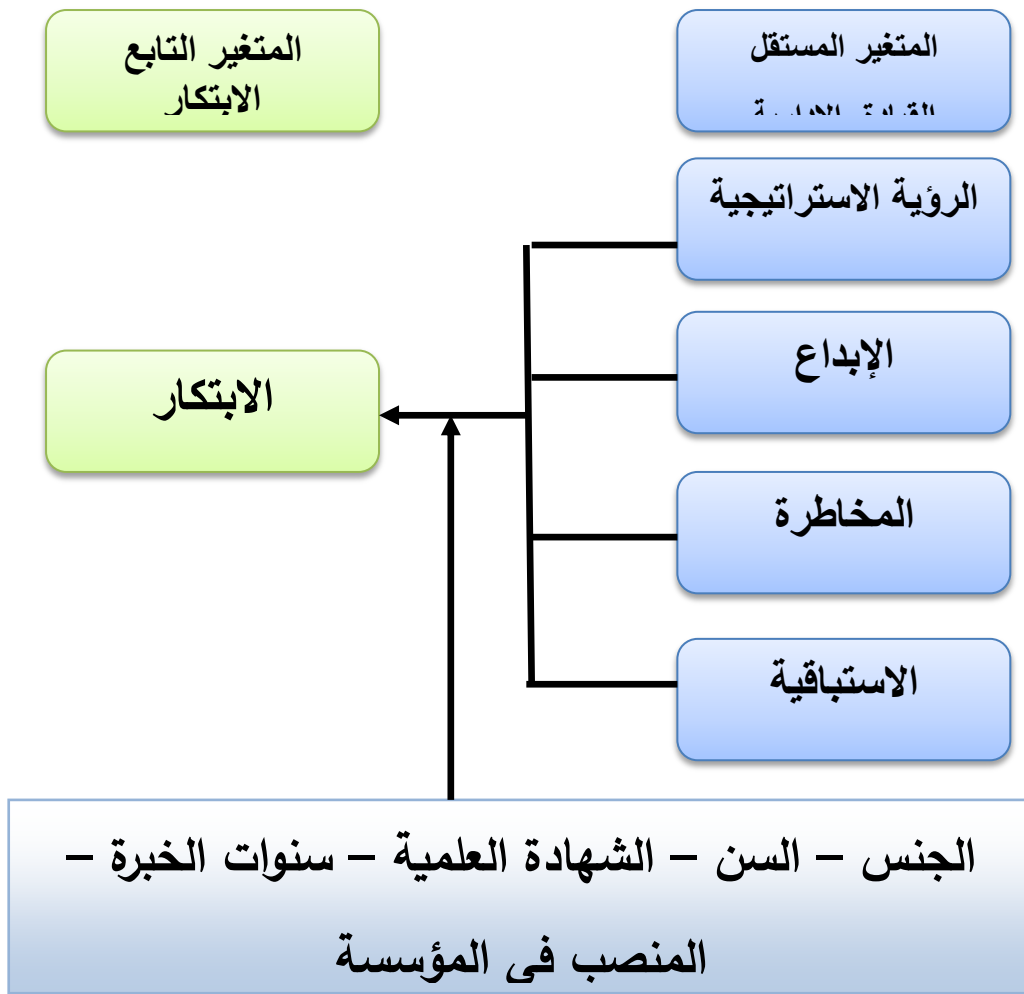 المتغير المستقل
المتغير التابع
الابتكار
الرؤية الاستراتيجية
الإبداع
الابتكار
المخاطرة
الاستباقية
الجنس – السن – الشهادة العلمية – سنوات الخبرة –
المنصب في المؤسسة